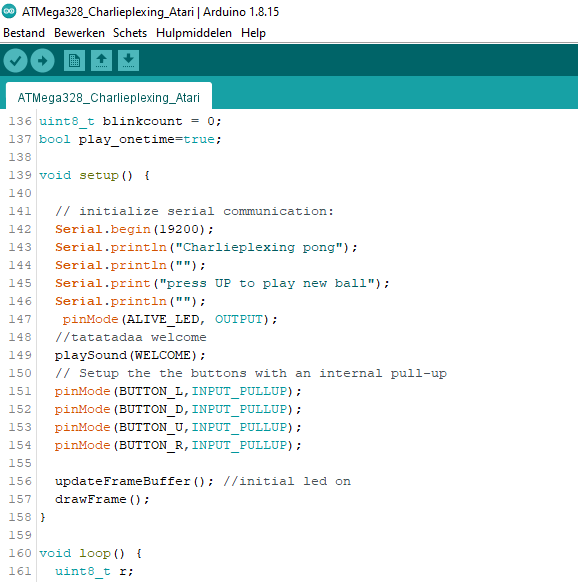 ATMega328_Charlieplexing_Atari | Arduino 1.8.15
Bestand Bewerken Schets Hulpmiddelen Help
ATMega328_Charlieplexing_Atari
136 uint8_t blinkcount = 0;
137 bool play_onetime=true;
138
139 void setup() {
140
141   // initialize serial communication:
142   Serial.begin(19200);
143   Serial.println("Charlieplexing pong");
144   Serial.println("");
145   Serial.print("press UP to play new ball");
146   Serial.println("");
147    pinMode(ALIVE_LED, OUTPUT);
148   //tatatadaa welcome
149   playSound(WELCOME);
150   // Setup the the buttons with an internal pull-up
151   pinMode(BUTTON_L,INPUT_PULLUP);
152   pinMode(BUTTON_D,INPUT_PULLUP);
153   pinMode(BUTTON_U,INPUT_PULLUP);
154   pinMode(BUTTON_R,INPUT_PULLUP);
155
156   updateFrameBuffer(); //initial led on
157   drawFrame();
158 }
159
160 void loop() {
161   uint8_t r;